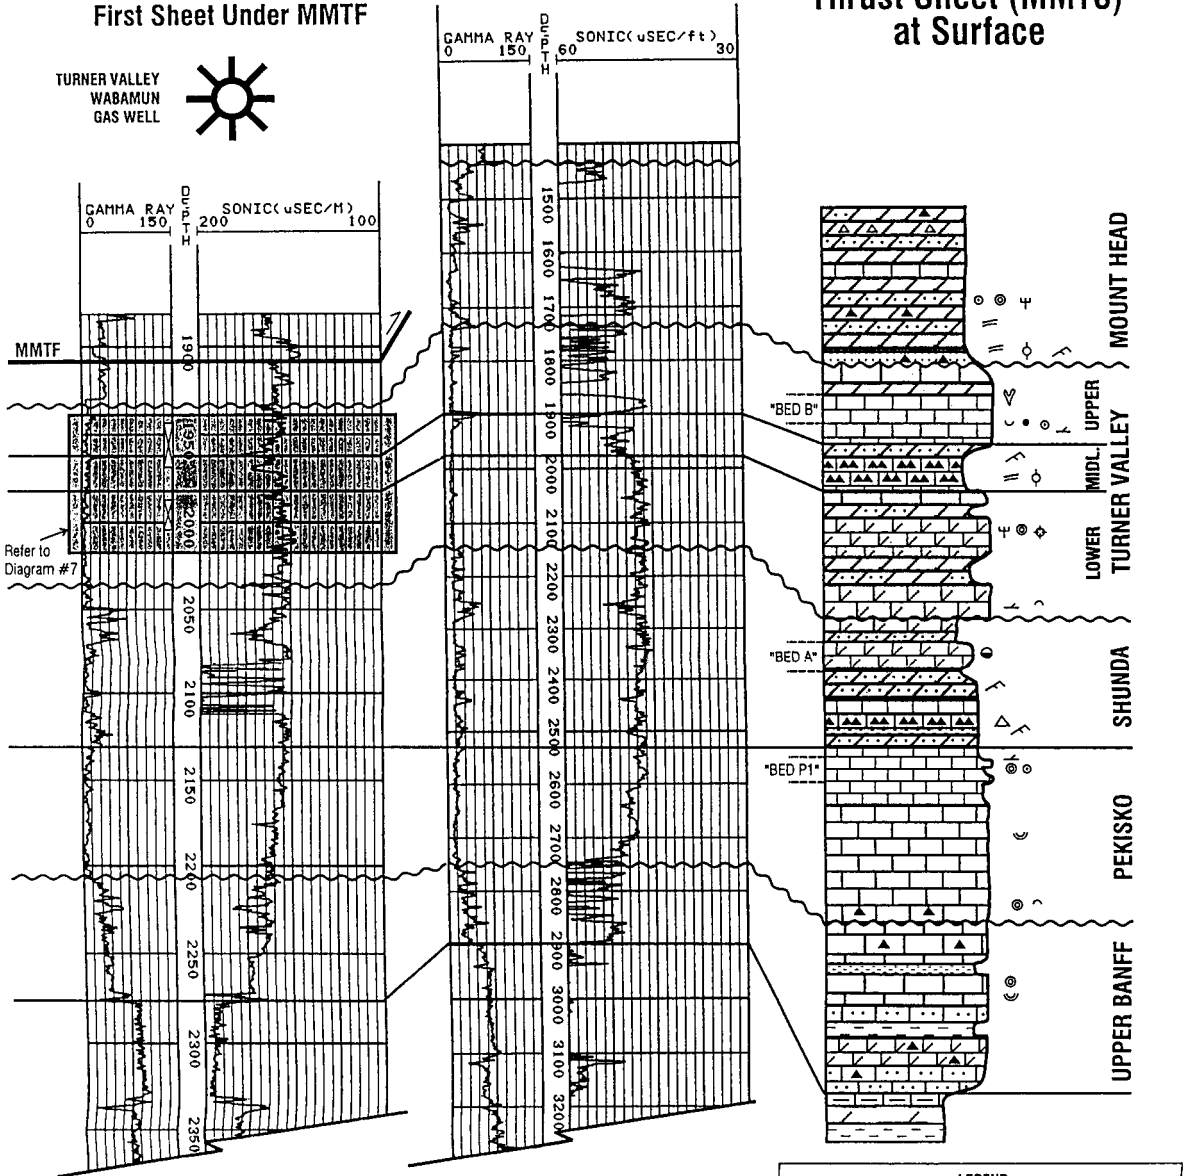 First Sheet Under MMTF
Thrust Sheet (MMTS)
at Surface
TURNER VALLEY
WABAMUN
GAS WELL
GAMMA RAY
0 150
DEPTH
SONIC(uSEC/M)
200 100
MMTF
1900
1950
2000
2050
2100
2150
2200
2250
2300
2350
Refer to
Diagram #7
GAMMA RAY
0 150
DEPTH
SONIC(uSEC/ft)
60 30
1500
1600
1700
1800
1900
2000
2100
2200
2300
2400
2500
2600
2700
2800
2900
3000
3100
3200
"BED B"
"BED A"
"BED P1"
MOUNT HEAD
UPPER
MIDL.
LOWER
TURNER VALLEY
SHUNDA
PEKISKO
UPPER BANFF
LEGEND